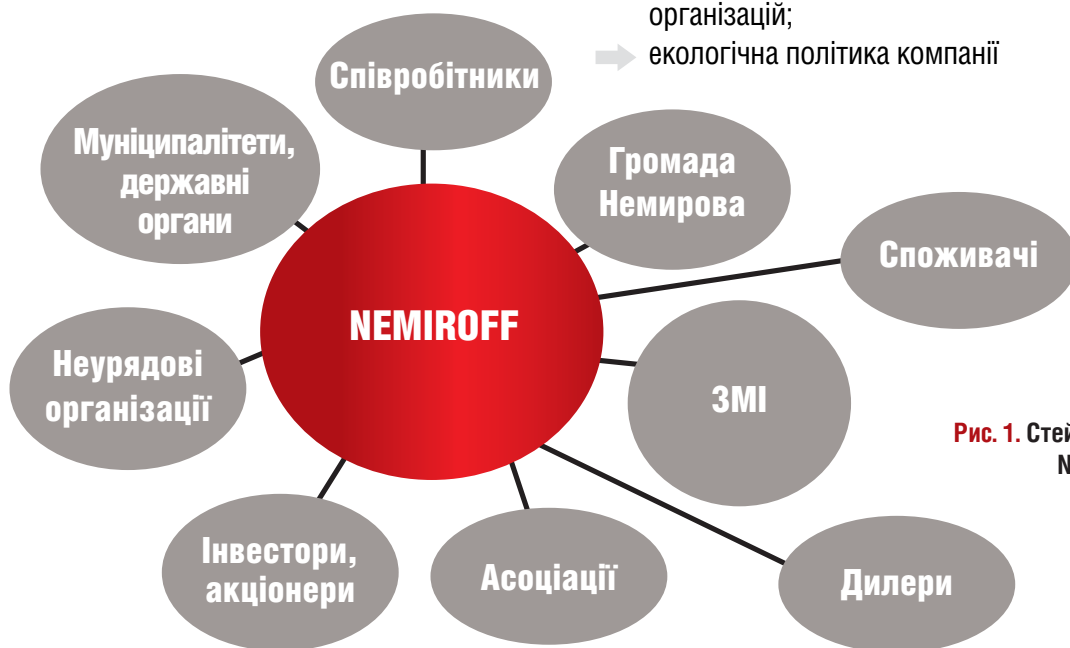 організацій;
екологічна політика компанії
Співробітники
Муніципалітети,
державні
органи
Громада
Немирова
Споживачі
NEMIROFF
Неурядові
організації
ЗМІ
Рис. 1. Стей
N
Інвестори,
акціонери
Асоціації
Дилери